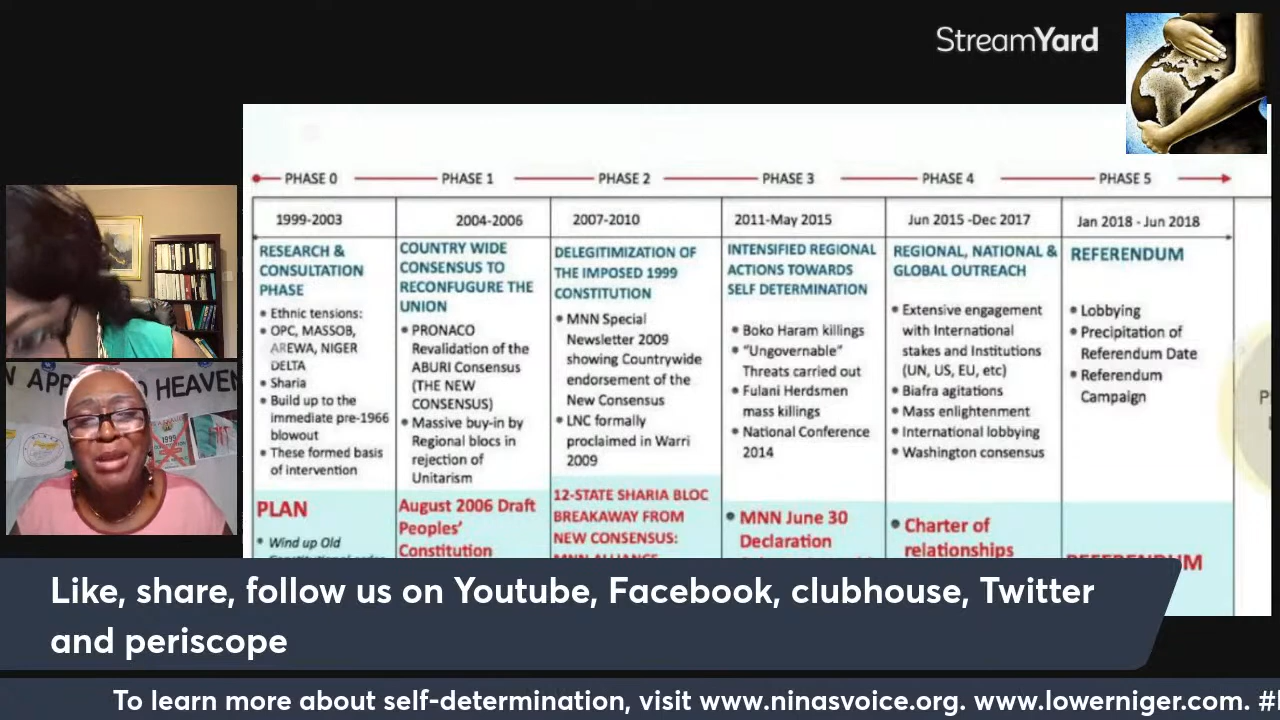 StreamYard
PHASE 0
PHASE 1
PHASE 2
PHASE 3
PHASE 4
PHASE 5
1999-2003
2004-2006
2007-2010
2011-May 2015
Jun 2015 -Dec 2017
Jan 2018 - Jun 2018
RESEARCH &
CONSULTATION
PHASE
• Ethnic tensions:
• OPC, MASSOB,
AREWA, NIGER
DELTA
• Sharia
• Build up to the
immediate pre-1966
blowout
• These formed basis
of intervention
PLAN
• Wind up Old
COUNTRY WIDE
CONSENSUS TO
RECONFUGURE THE
UNION
• PRONACO
Revalidation of the
ABURI Consensus
(THE NEW
CONSENSUS)
• Massive buy-in by
Regional blocs in
rejection of
Unitarism
August 2006 Draft
Peoples'
Constitution
DELEGITIMIZATION OF
THE IMPOSED 1999
CONSTITUTION
• MNN Special
Newsletter 2009
showing Countrywide
endorsement of the
New Consensus
• LNC formally
proclaimed in Warri
2009
12-STATE SHARIA BLOC
BREAKAWAY FROM
NEW CONSENSUS:
MNN ALLIANCE
INTENSIFIED REGIONAL
ACTIONS TOWARDS
SELF DETERMINATION
• Boko Haram killings
• "Ungovernable"
Threats carried out
• Fulani Herdsmen
mass killings
• National Conference
2014
• MNN June 30
Declaration
REGIONAL, NATIONAL &
GLOBAL OUTREACH
• Extensive engagement
with International
stakes and Institutions
(UN, US, EU, etc)
• Biafra agitations
• Mass enlightenment
• International lobbying
• Washington consensus
• Charter of
relationships
REFERENDUM
• Lobbying
• Precipitation of
Referendum Date
• Referendum
Campaign
REFERENDUM
HEAVEN
1999
Like, share, follow us on Youtube, Facebook, clubhouse, Twitter
and periscope
To learn more about self-determination, visit www.ninasvoice.org. www.lowerniger.com. #